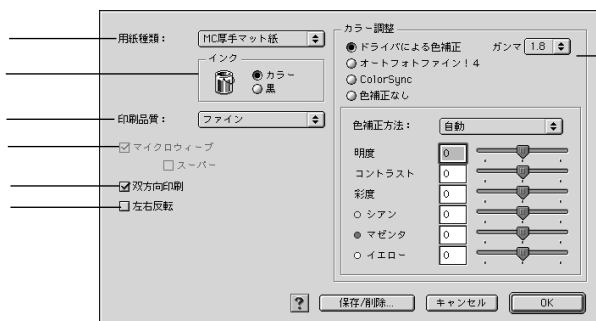 用紙種類：
MC厚手マット紙
インク
カラー
黒
印刷品質：
ファイン
マイクロウィーブ
スーパー
双方向印刷
左右反転
カラー調整
ドライバによる色補正
ガンマ
1.8
オートフォトファイン！4
ColorSync
色補正なし
色補正方法：
自動
明度
0
コントラスト
0
彩度
0
シアン
0
マゼンタ
0
イエロー
0
?
保存/削除...
キャンセル
OK